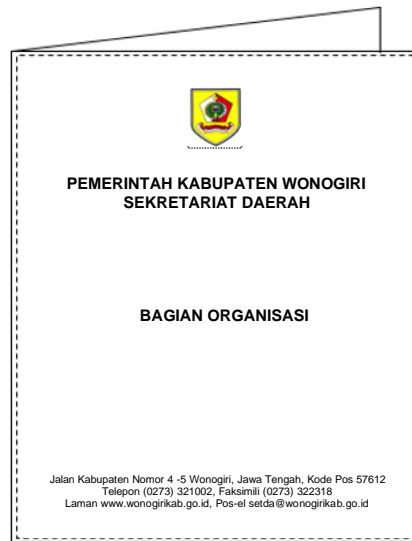 PEMERINTAH KABUPATEN WONOGIRI
SEKRETARIAT DAERAH
BAGIAN ORGANISASI
Jalan Kabupaten Nomor 4 -5 Wonogiri, Jawa Tengah, Kode Pos 57612
Telepon (0273) 321002, Faksimili (0273) 322318
Laman www.wonogirikab.go.id, Pos-el setda@wonogirikab.go.id